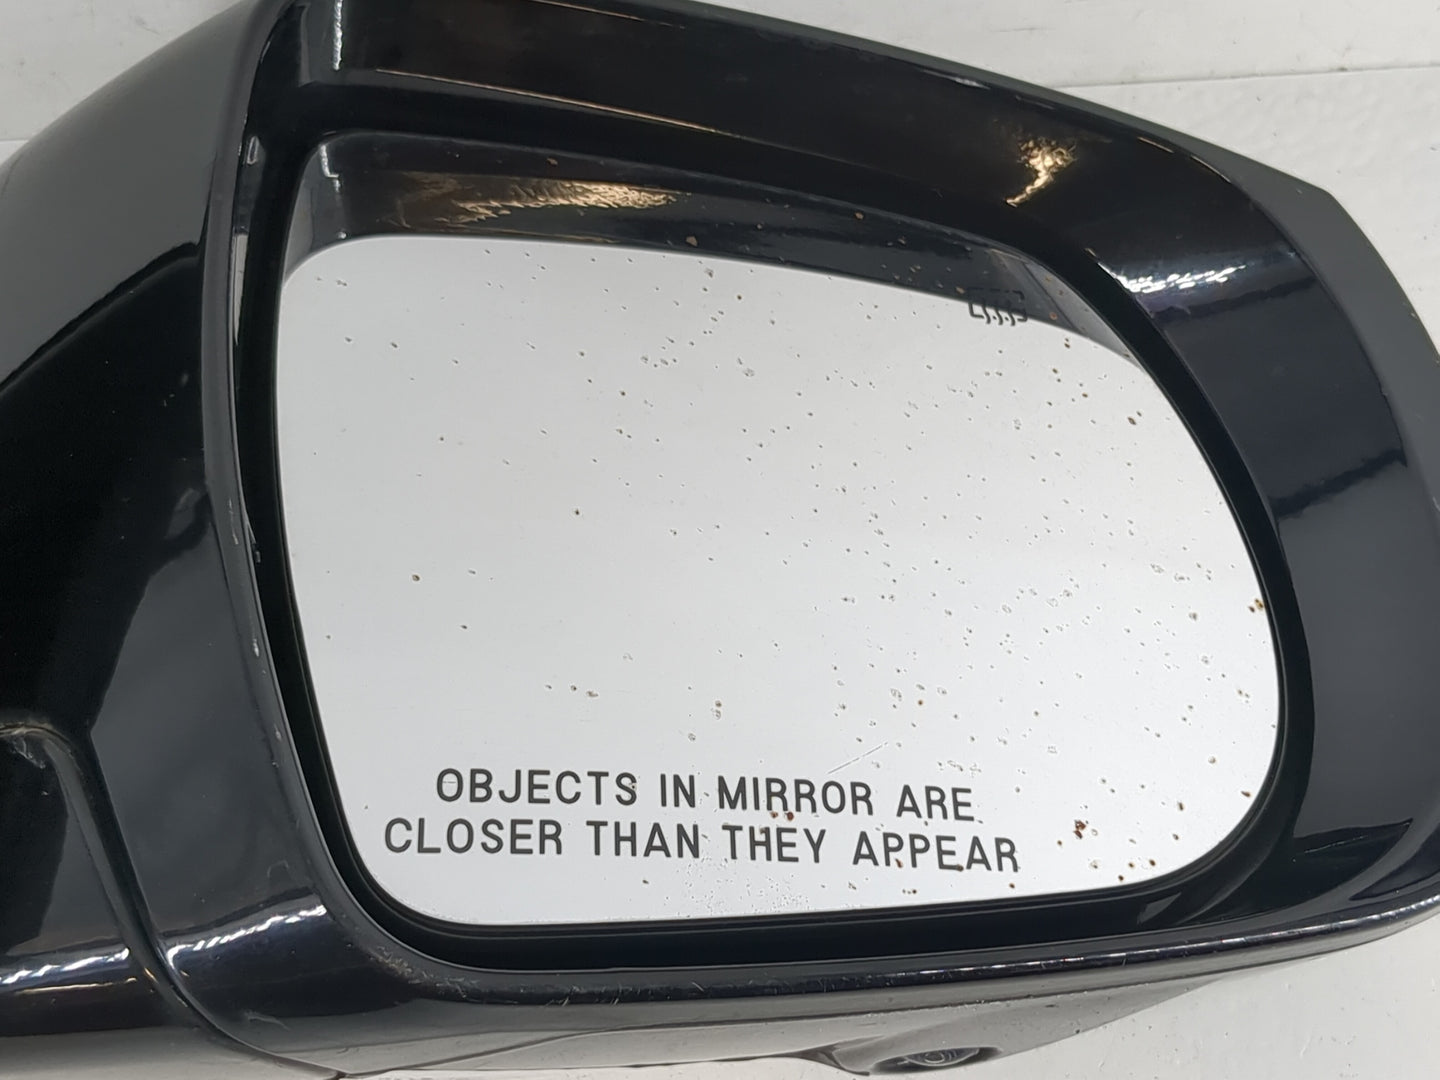 OBJECTS IN MIRROR ARE
CLOSER THAN THEY APPEAR